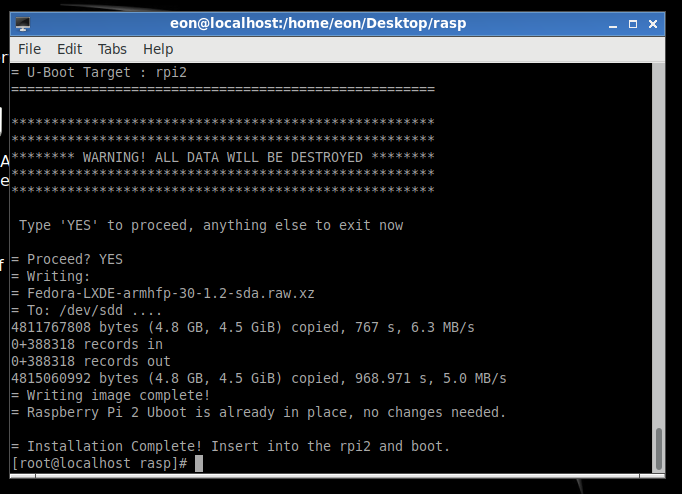 eon@localhost:/home/eon/Desktop/rasp
File Edit Tabs Help
= U-Boot Target : rpi2
=====================================================
*****************************************************
*****************************************************
******** WARNING! ALL DATA WILL BE DESTROYED ********
*****************************************************
*****************************************************
Type 'YES' to proceed, anything else to exit now
= Proceed? YES
= Writing:
= Fedora-LXDE-armhfp-30-1.2-sda.raw.xz
= To: /dev/sdd ....
4811767808 bytes (4.8 GB, 4.5 GiB) copied, 767 s, 6.3 MB/s
0+388318 records in
0+388318 records out
4815060992 bytes (4.8 GB, 4.5 GiB) copied, 968.971 s, 5.0 MB/s
= Writing image complete!
= Raspberry Pi 2 Uboot is already in place, no changes needed.
= Installation Complete! Insert into the rpi2 and boot.
[root@localhost rasp]#